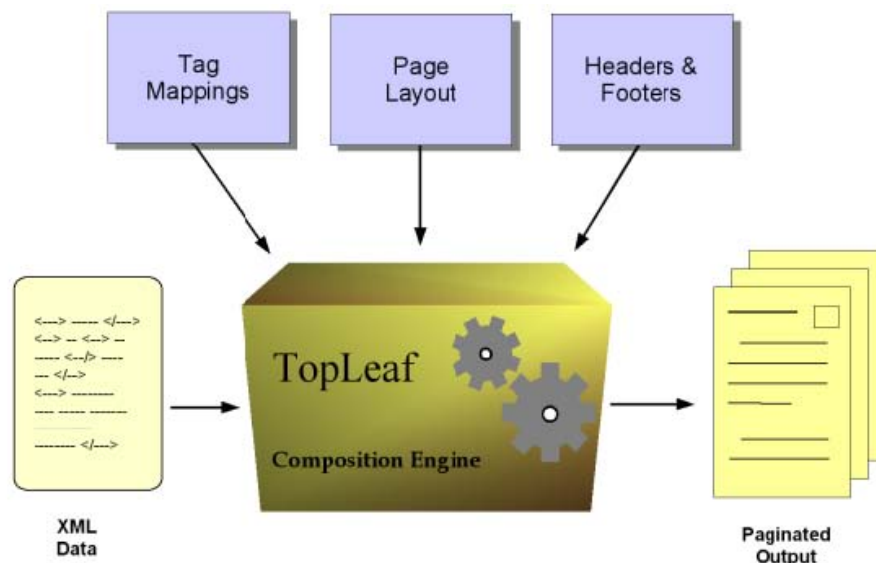 Tag
Mappings
Page
Layout
Headers &
Footers
<---> ----- </--->
<--> -- <--> --
----- <--/> ----
--- </-->
<---> ---------
---- ----- --------
-------- </--->
TopLeaf
Composition Engine
XML
Data
Paginated
Output